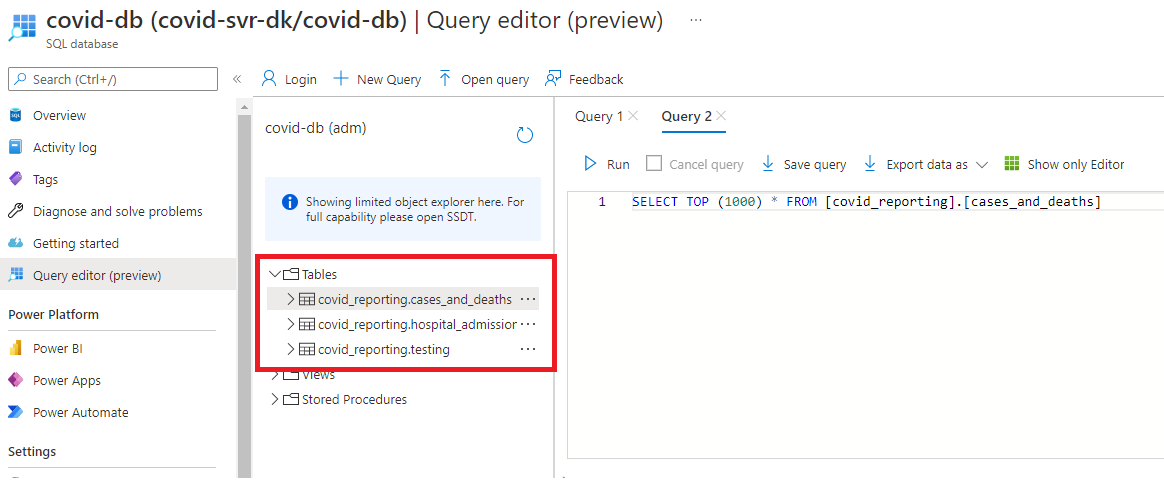 covid-db (covid-svr-dk/covid-db) | Query editor (preview) ...
SQL database
Search (Ctrl+/)
«
Login
New Query
Open query
Feedback
Overview
Activity log
Tags
Diagnose and solve problems
Getting started
Query editor (preview)
Power Platform
Power BI
Power Apps
Power Automate
Settings
covid-db (adm)
Showing limited object explorer here. For
full capability please open SSDT.
Tables
covid_reporting.cases_and_deaths ...
covid_reporting.hospital_admission ...
covid_reporting.testing ...
Views
Stored Procedures
Query 1
Query 2
Run
Cancel query
Save query
Export data as
Show only Editor
1 SELECT TOP (1000) * FROM [covid_reporting].[cases_and_deaths]